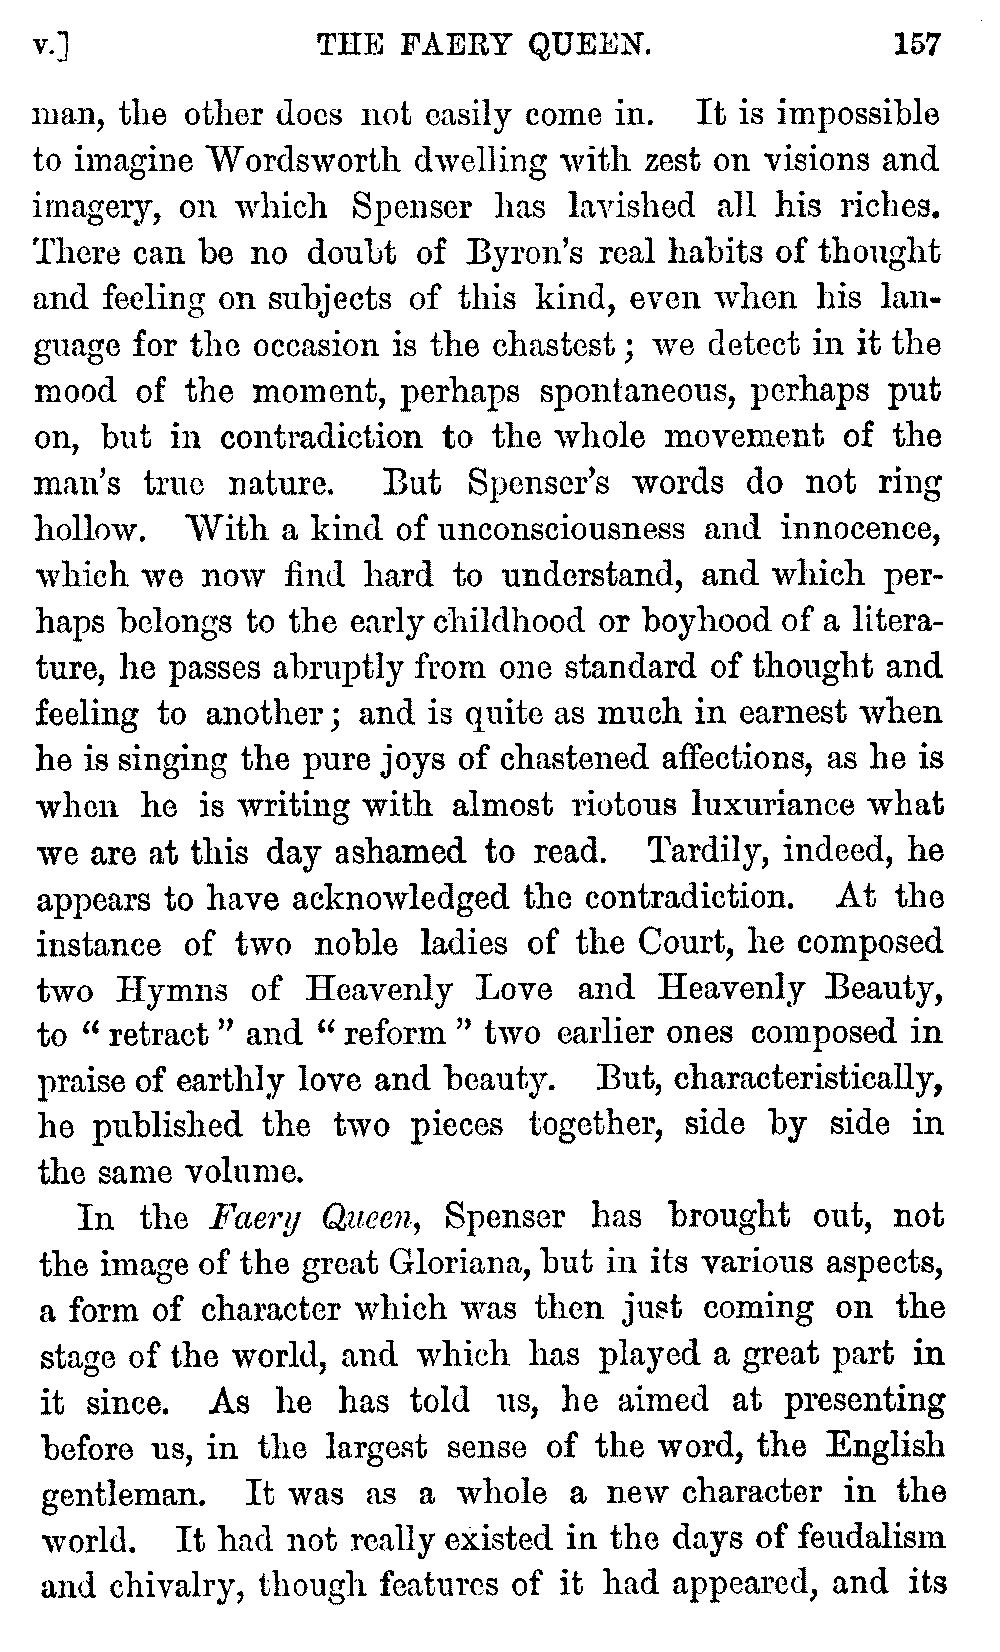 v.] THE FAERY QUEEN. 157
man, the other does not easily come in. It is impossible
to imagine Wordsworth dwelling with zest on visions and
imagery, on which Spenser has lavished all his riches.
There can be no doubt of Byron's real habits of thought
and feeling on subjects of this kind, even when his lan-
guage for the occasion is the chastest; we detect in it the
mood of the moment, perhaps spontaneous, perhaps put
on, but in contradiction to the whole movement of the
man's true nature. But Spenser's words do not ring
hollow. With a kind of unconsciousness and innocence,
which we now find hard to understand, and which per-
haps belongs to the early childhood or boyhood of a litera-
ture, he passes abruptly from one standard of thought and
feeling to another; and is quite as much in earnest when
he is singing the pure joys of chastened affections, as he is
when he is writing with almost riotous luxuriance what
we are at this day ashamed to read. Tardily, indeed, he
appears to have acknowledged the contradiction. At the
instance of two noble ladies of the Court, he composed
two Hymns of Heavenly Love and Heavenly Beauty,
to "retract" and "reform" two earlier ones composed in
praise of earthly love and beauty. But, characteristically,
he published the two pieces together, side by side in
the same volume.
In the Faery Queen, Spenser has brought out, not
the image of the great Gloriana, but in its various aspects,
a form of character which was then just coming on the
stage of the world, and which has played a great part in
it since. As he has told us, he aimed at presenting
before us, in the largest sense of the word, the English
gentleman. It was as a whole a new character in the
world. It had not really existed in the days of feudalism
and chivalry, though features of it had appeared, and its